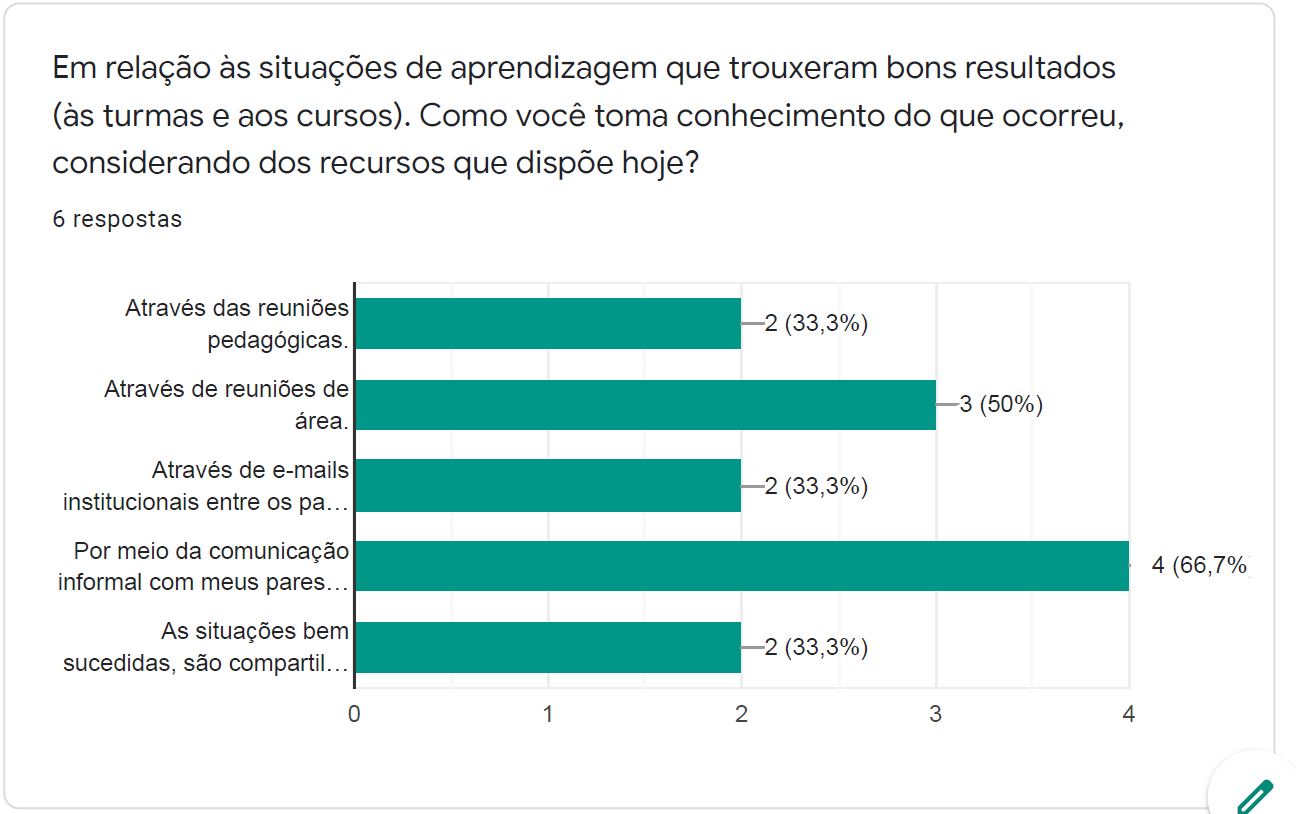 Em relação às situações de aprendizagem que trouxeram bons resultados
(às turmas e aos cursos). Como você toma conhecimento do que ocorreu,
considerando dos recursos que dispõe hoje?
6 respostas
Através das reuniões
pedagógicas.
2 (33,3%)
Através de reuniões de
área.
3 (50%)
Através de e-mails
institucionais entre os pa…
2 (33,3%)
Por meio da comunicação
informal com meus pares…
4 (66,7%
As situações bem
sucedidas, são compartil…
2 (33,3%)
0 1 2 3 4